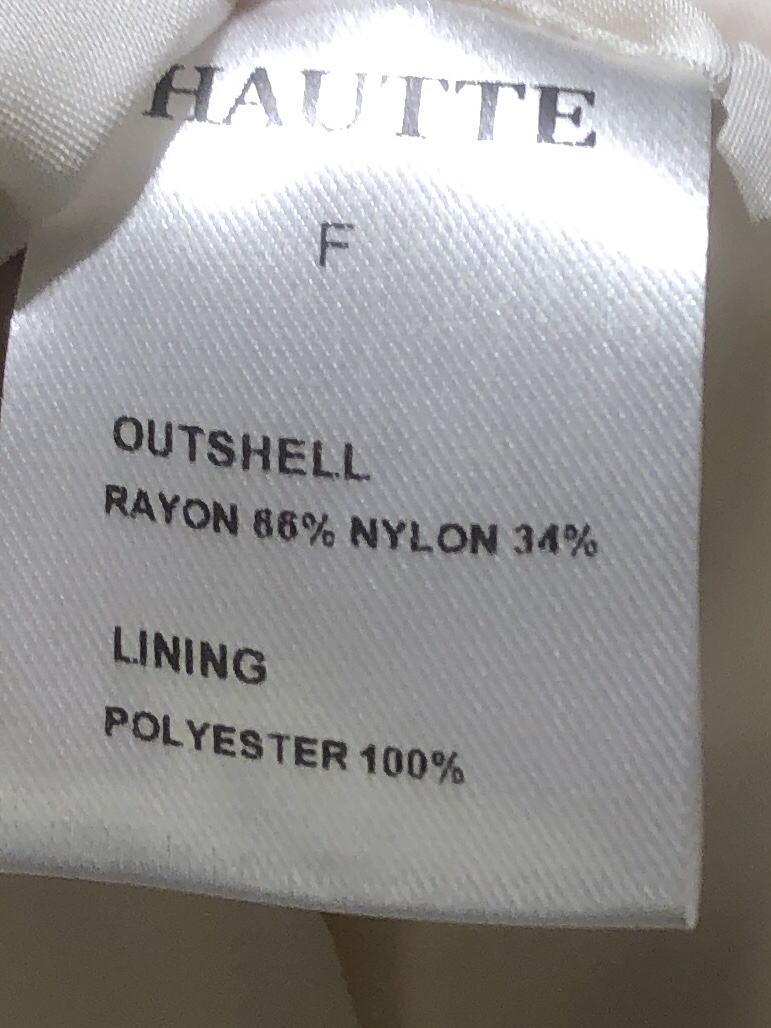 HAUTTE
F
OUTSHELL
RAYON 66% NYLON 34%
LINING
POLYESTER 100%